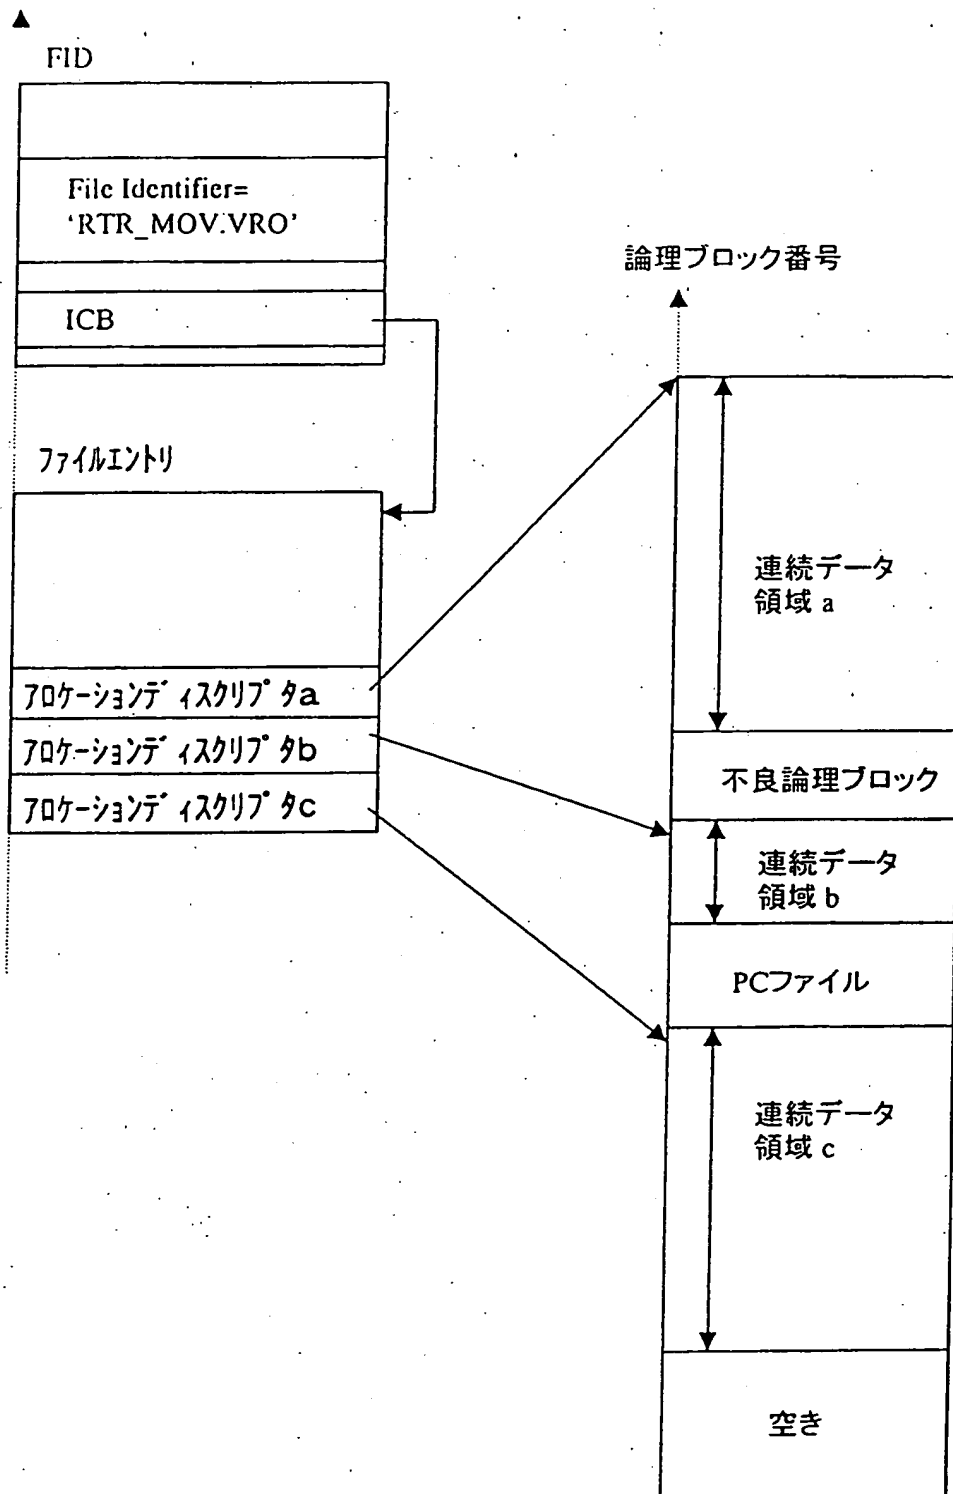 FID
File Identifier=
‘RTR_MOV.VRO’
ICB
ファイルエントリ
アロケーションディスクリプタa
アロケーションディスクリプタb
アロケーションディスクリプタc
論理ブロック番号
連続データ
領域 a
不良論理ブロック
連続データ
領域 b
PCファイル
連続データ
領域 c
空き